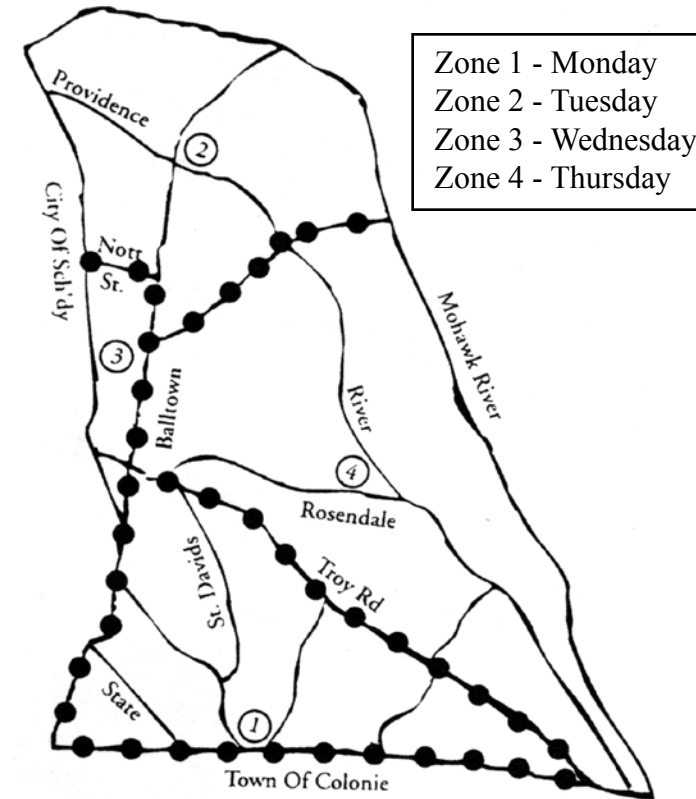 Zone 1 - Monday
Zone 2 - Tuesday
Zone 3 - Wednesday
Zone 4 - Thursday
Providence
2
City Of Sch'dy
Nott
St.
3
Balltown
Mohawk River
River
4
Rosendale
St. Davids
Troy Rd
State
1
Town Of Colonie